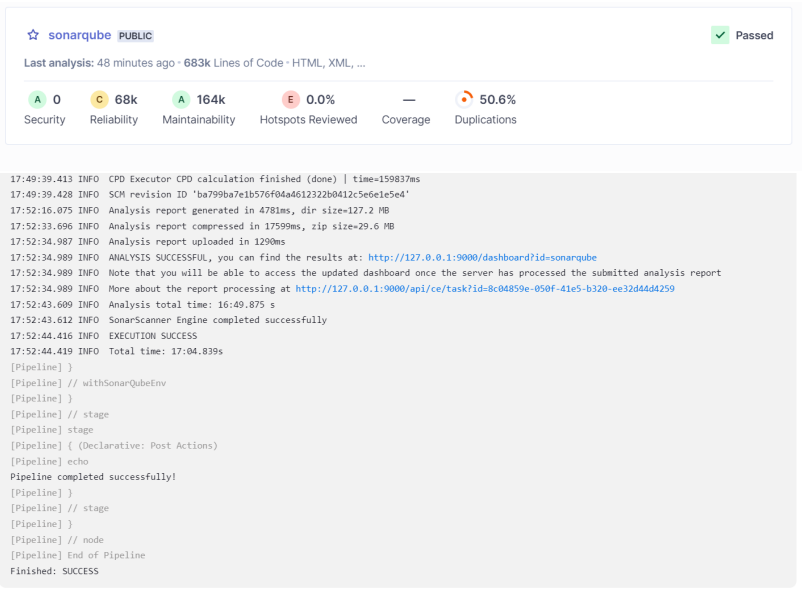 sonarqube PUBLIC
Passed
Last analysis: 48 minutes ago • 683k Lines of Code • HTML, XML, ...
A 0
C 68k
A 164k
E 0.0%
—
50.6%
Security
Reliability
Maintainability
Hotspots Reviewed
Coverage
Duplications
17:49:39.413 INFO  CPD Executor CPD calculation finished (done) | time=159837ms
17:49:39.428 INFO  SCM revision ID 'ba799ba7e1b576f04a4612322b0412c5e6e1e5e4'
17:52:16.075 INFO  Analysis report generated in 4781ms, dir size=127.2 MB
17:52:33.696 INFO  Analysis report compressed in 17599ms, zip size=29.6 MB
17:52:34.987 INFO  Analysis report uploaded in 1290ms
17:52:34.989 INFO  ANALYSIS SUCCESSFUL, you can find the results at: http://127.0.0.1:9000/dashboard?id=sonarqube
17:52:34.989 INFO  Note that you will be able to access the updated dashboard once the server has processed the submitted analysis report
17:52:34.989 INFO  More about the report processing at http://127.0.0.1:9000/api/ce/task?id=8c04859e-050f-41e5-b320-ee32d44d4259
17:52:43.609 INFO  Analysis total time: 16:49.875 s
17:52:43.612 INFO  SonarScanner Engine completed successfully
17:52:44.416 INFO  EXECUTION SUCCESS
17:52:44.419 INFO  Total time: 17:04.839s
[Pipeline] }
[Pipeline] // withSonarQubeEnv
[Pipeline] }
[Pipeline] // stage
[Pipeline] stage
[Pipeline] { (Declarative: Post Actions)
[Pipeline] echo
Pipeline completed successfully!
[Pipeline] }
[Pipeline] // stage
[Pipeline] }
[Pipeline] // node
[Pipeline] End of Pipeline
Finished: SUCCESS